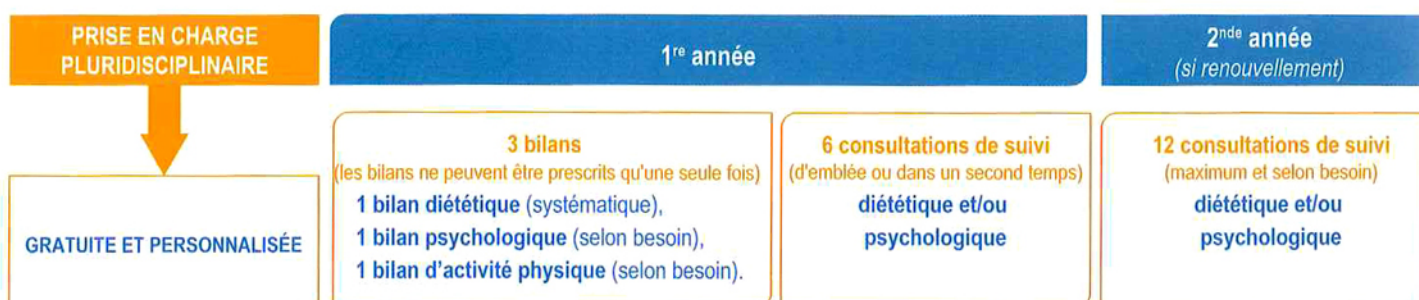 PRISE EN CHARGE
PLURIDISCIPLINAIRE
1re année
2nde année
(si renouvellement)
GRATUITE ET PERSONNALISÉE
3 bilans
(les bilans ne peuvent être prescrits qu'une seule fois)
1 bilan diététique (systématique),
1 bilan psychologique (selon besoin),
1 bilan d'activité physique (selon besoin).
6 consultations de suivi
(d'emblée ou dans un second temps)
diététique et/ou
psychologique
12 consultations de suivi
(maximum et selon besoin)
diététique et/ou
psychologique